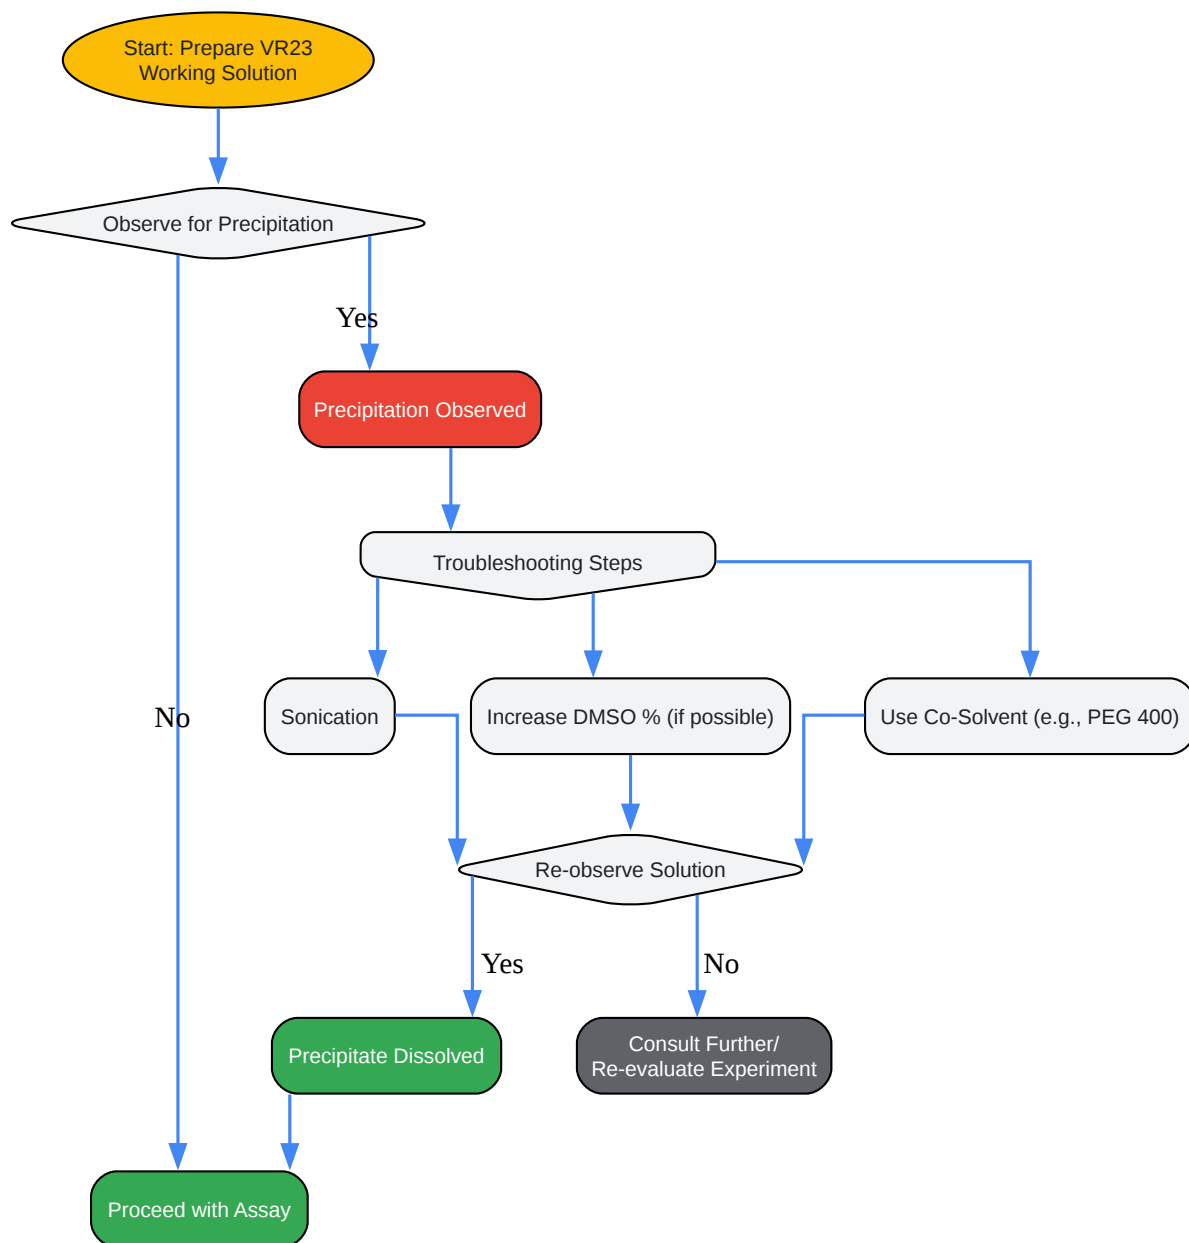 Start: Prepare VR23
Working Solution
Observe for Precipitation
Yes
Precipitation Observed
Troubleshooting Steps
No
Sonication
Increase DMSO % (if possible)
Use Co-Solvent (e.g., PEG 400)
Re-observe Solution
Yes
No
Precipitate Dissolved
Consult Further/
Re-evaluate Experiment
Proceed with Assay